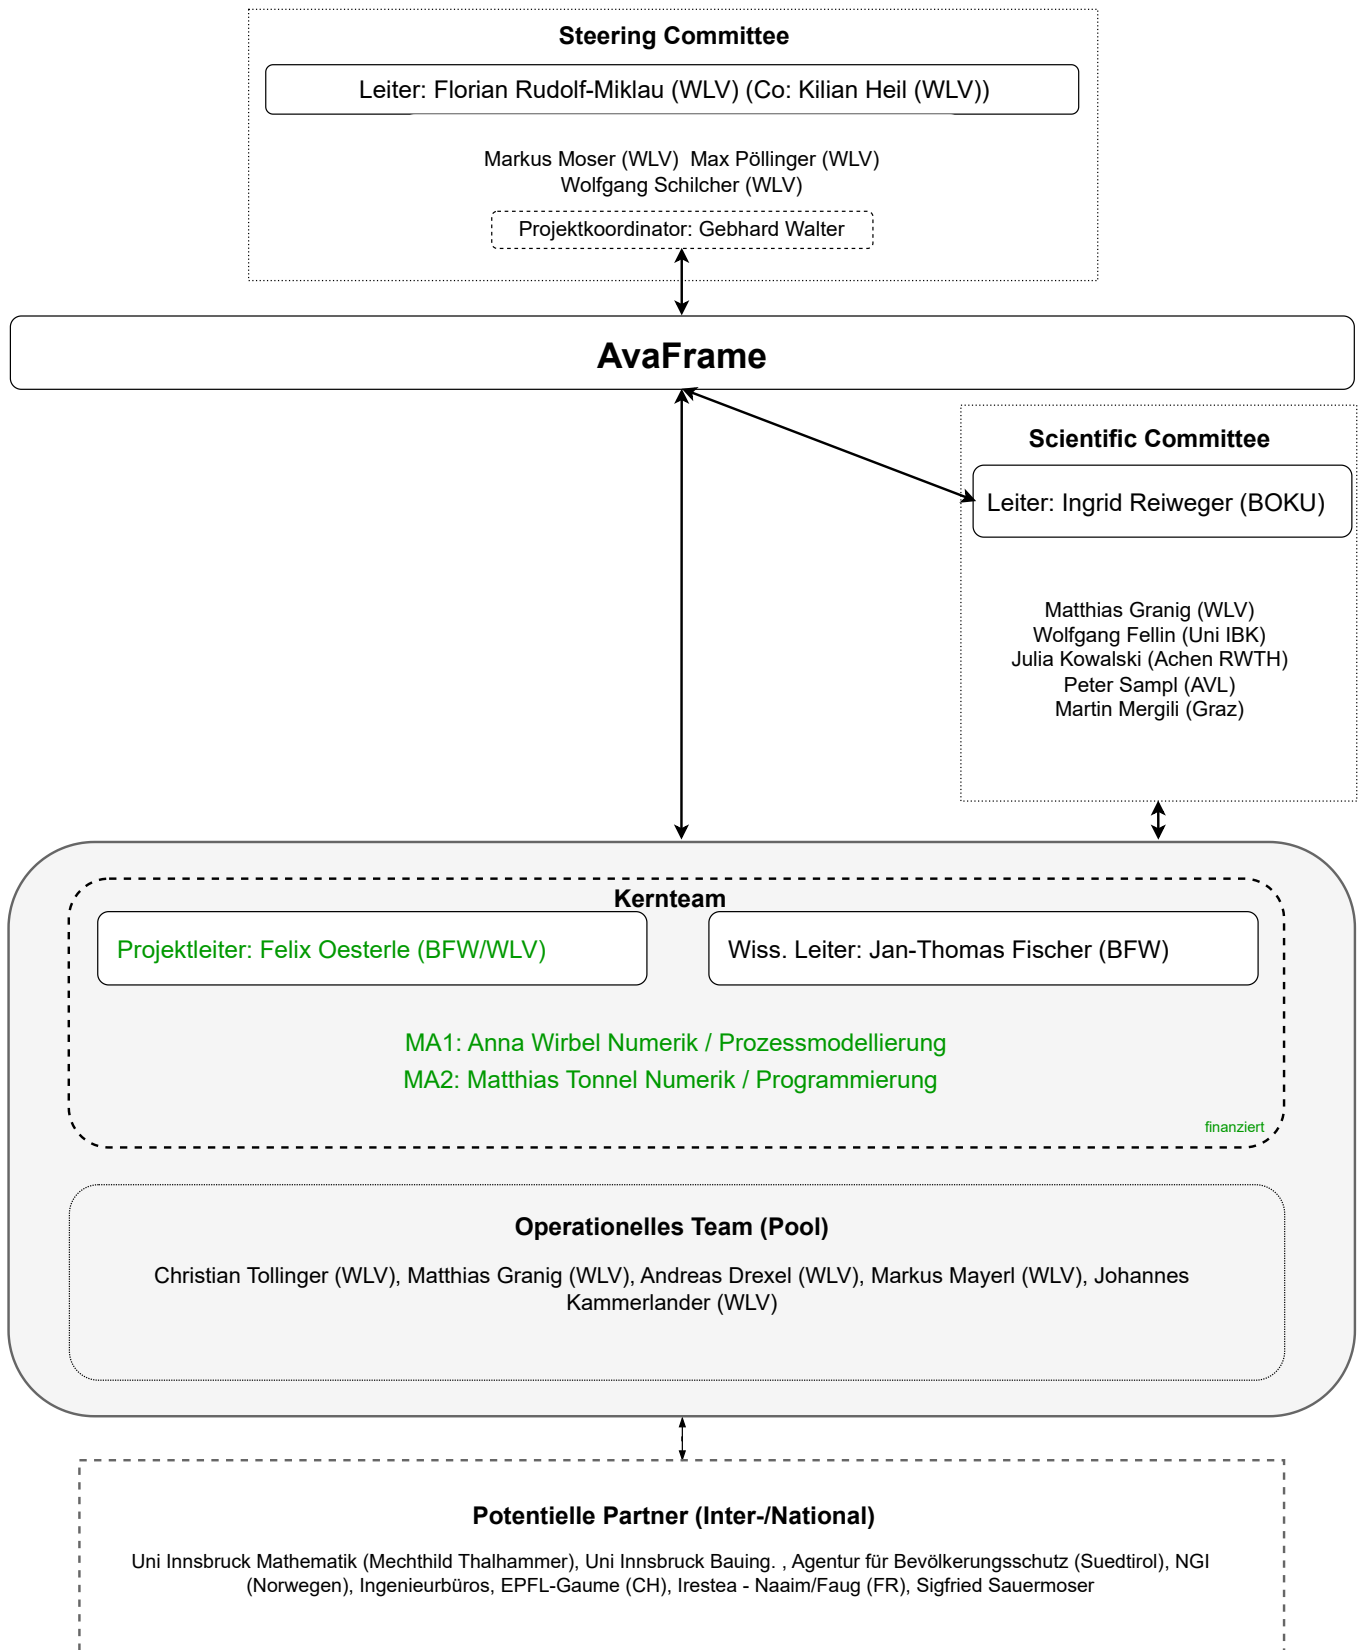 Steering Committee
Leiter: Florian Rudolf-Miklau (WLV) (Co: Kilian Heil (WLV))
Markus Moser (WLV)  Max Pöllinger (WLV)
Wolfgang Schilcher (WLV)
Projektkoordinator: Gebhard Walter
AvaFrame
Scientific Committee
Leiter: Ingrid Reiweger (BOKU)
Matthias Granig (WLV)
Wolfgang Fellin (Uni IBK)
Julia Kowalski (Achen RWTH)
Peter Sampl (AVL)
Martin Mergili (Graz)
Kernteam
Projektleiter: Felix Oesterle (BFW/WLV)
Wiss. Leiter: Jan-Thomas Fischer (BFW)
MA1: Anna Wirbel Numerik / Prozessmodellierung
MA2: Matthias Tonnel Numerik / Programmierung
finanziert
Operationelles Team (Pool)
Christian Tollinger (WLV), Matthias Granig (WLV), Andreas Drexel (WLV), Markus Mayerl (WLV), Johannes
Kammerlander (WLV)
Potentielle Partner (Inter-/National)
Uni Innsbruck Mathematik (Mechthild Thalhammer), Uni Innsbruck Bauing. , Agentur für Bevölkerungsschutz (Suedtirol), NGI
(Norwegen), Ingenieurbüros, EPFL-Gaume (CH), Irestea - Naaim/Faug (FR), Sigfried Sauermoser